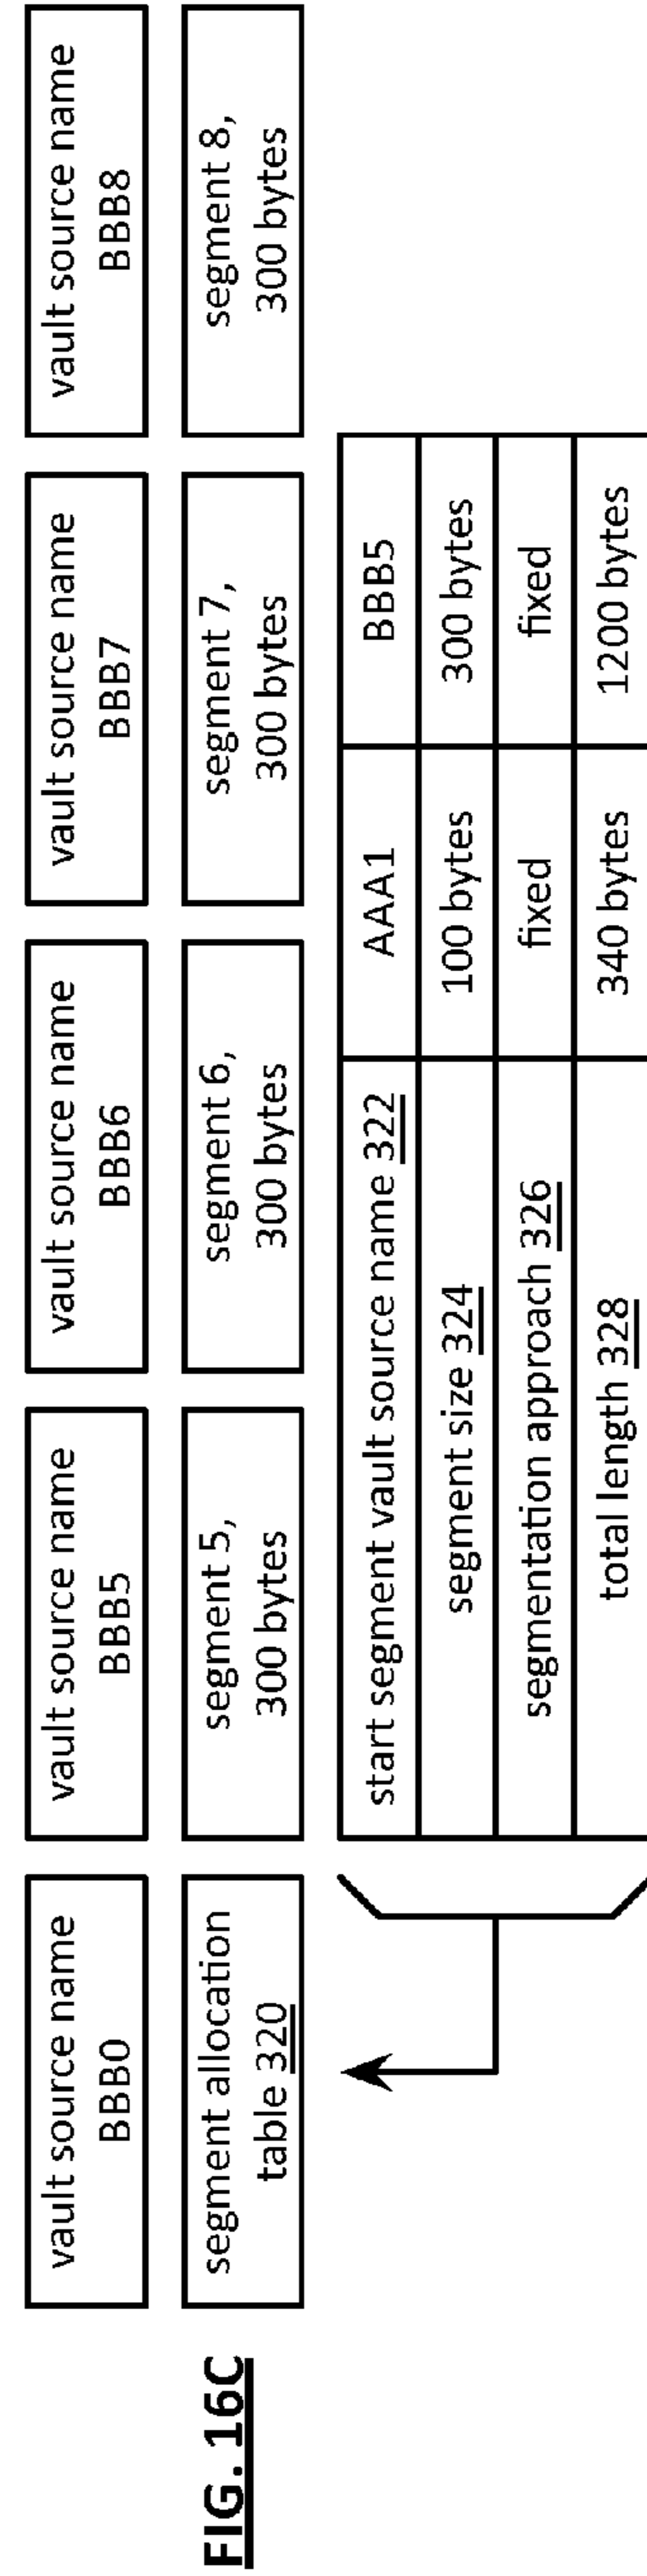 vault source name
BBB0
vault source name
BBB5
vault source name
BBB6
vault source name
BBB7
vault source name
BBB8
FIG. 16C
segment allocation
table 320
segment 5,
300 bytes
segment 6,
300 bytes
segment 7,
300 bytes
segment 8,
300 bytes
start segment vault source name 322
AAA1
BBB5
segment size 324
100 bytes
300 bytes
segmentation approach 326
fixed
fixed
total length 328
340 bytes
1200 bytes